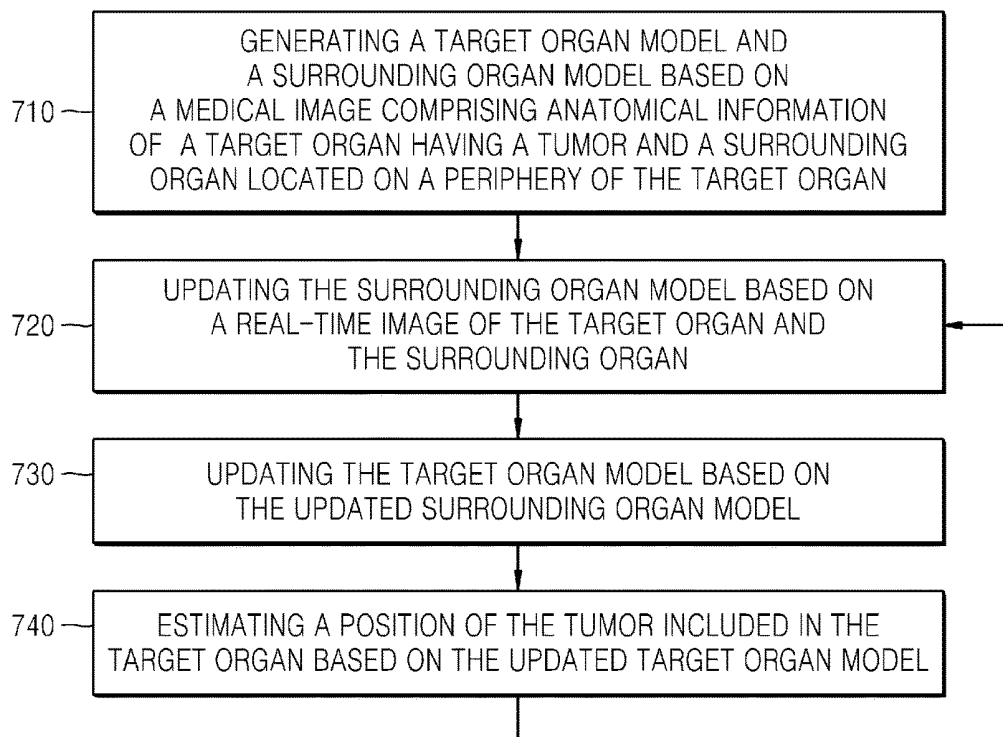 GENERATING A TARGET ORGAN MODEL AND
A SURROUNDING ORGAN MODEL BASED ON
710
A MEDICAL IMAGE COMPRISING ANATOMICAL INFORMATION
OF A TARGET ORGAN HAVING A TUMOR AND A SURROUNDING
ORGAN LOCATED ON A PERIPHERY OF THE TARGET ORGAN
UPDATING THE SURROUNDING ORGAN MODEL BASED ON
720
A REAL-TIME IMAGE OF THE TARGET ORGAN AND
THE SURROUNDING ORGAN
730
UPDATING THE TARGET ORGAN MODEL BASED ON
THE UPDATED SURROUNDING ORGAN MODEL
740
ESTIMATING A POSITION OF THE TUMOR INCLUDED IN THE
TARGET ORGAN BASED ON THE UPDATED TARGET ORGAN MODEL